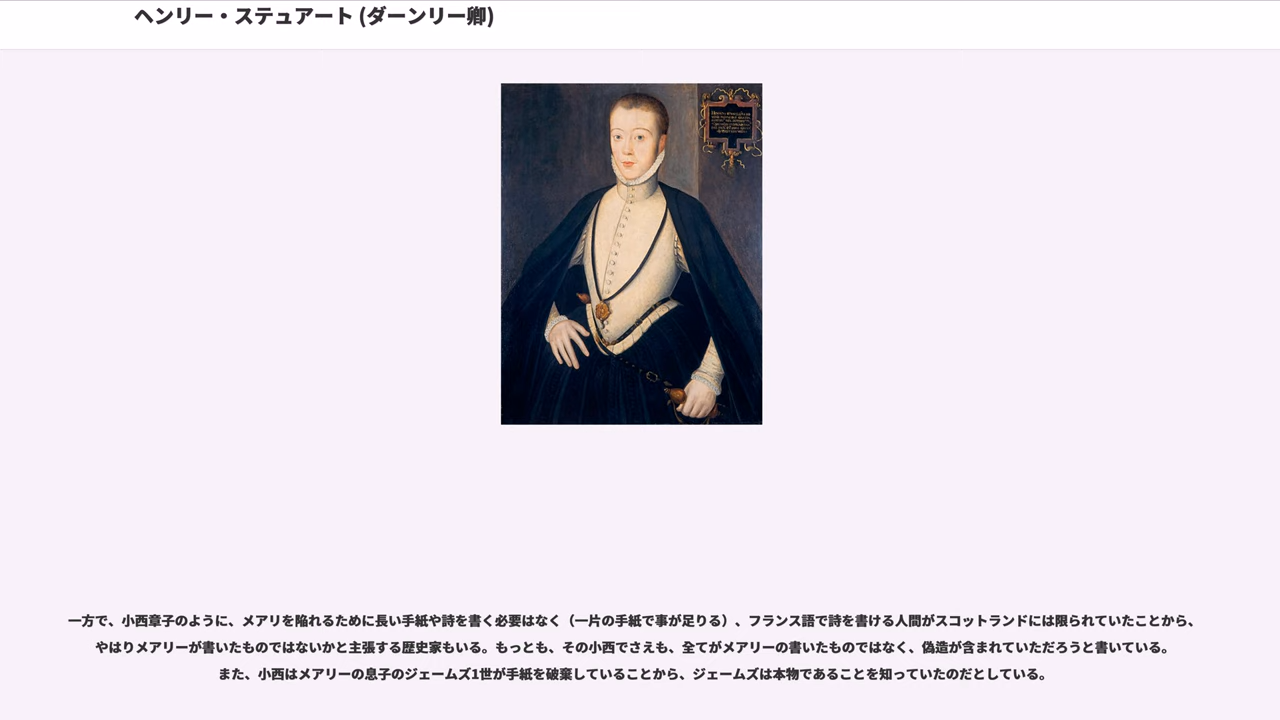 ヘンリー・ステュアート (ダーンリー卿)
一方で、小西章子のように、メアリを陥れるために長い手紙や詩を書く必要はなく（一片の手紙で事が足りる）、フランス語で詩を書ける人間がスコットランドには限られていたことから、
やはりメアリーが書いたものではないかと主張する歴史家もいる。もっとも、その小西でさえも、全てがメアリーの書いたものではなく、偽造が含まれていただろうと書いている。
また、小西はメアリーの息子のジェームズ1世が手紙を破棄していることから、ジェームズは本物であることを知っていたのだとしている。